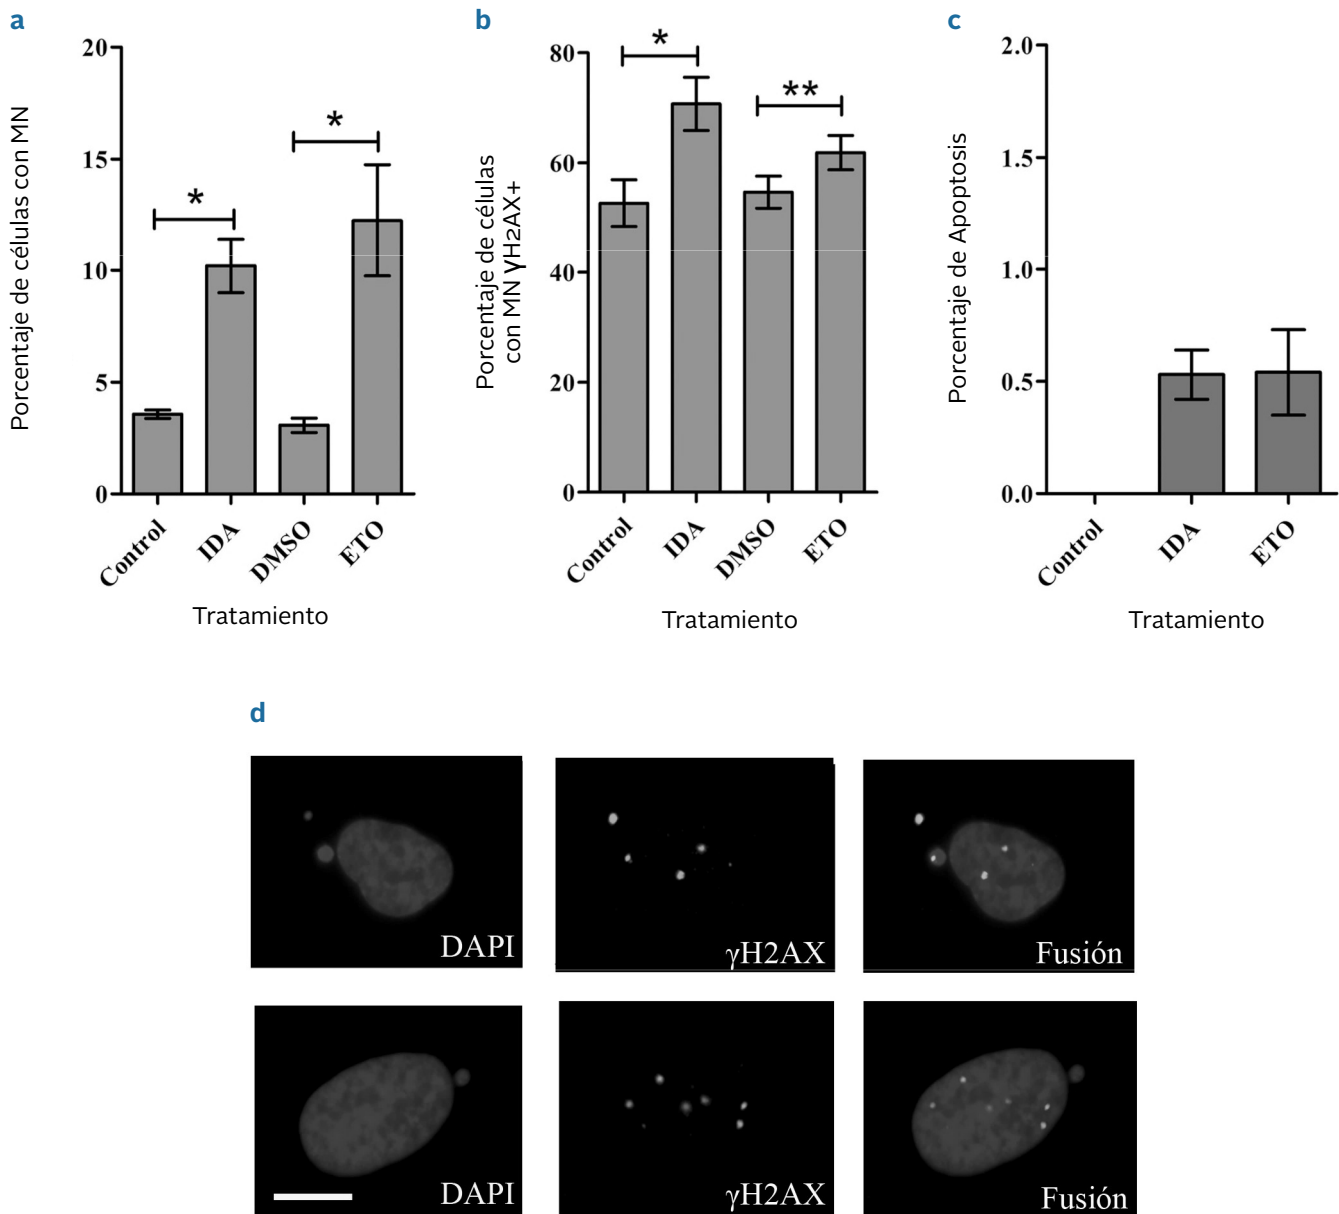 a
Porcentaje de células con MN
20
15
10
5
0
*
*
Control
IDA
DMSO
ETO
Tratamiento
b
Porcentaje de células
con MN γH2AX+
80
60
40
20
0
*
**
Control
IDA
DMSO
ETO
Tratamiento
c
Porcentaje de Apoptosis
2.0
1.5
1.0
0.5
0.0
Control
IDA
ETO
Tratamiento
d
DAPI
γH2AX
Fusión
DAPI
γH2AX
Fusión